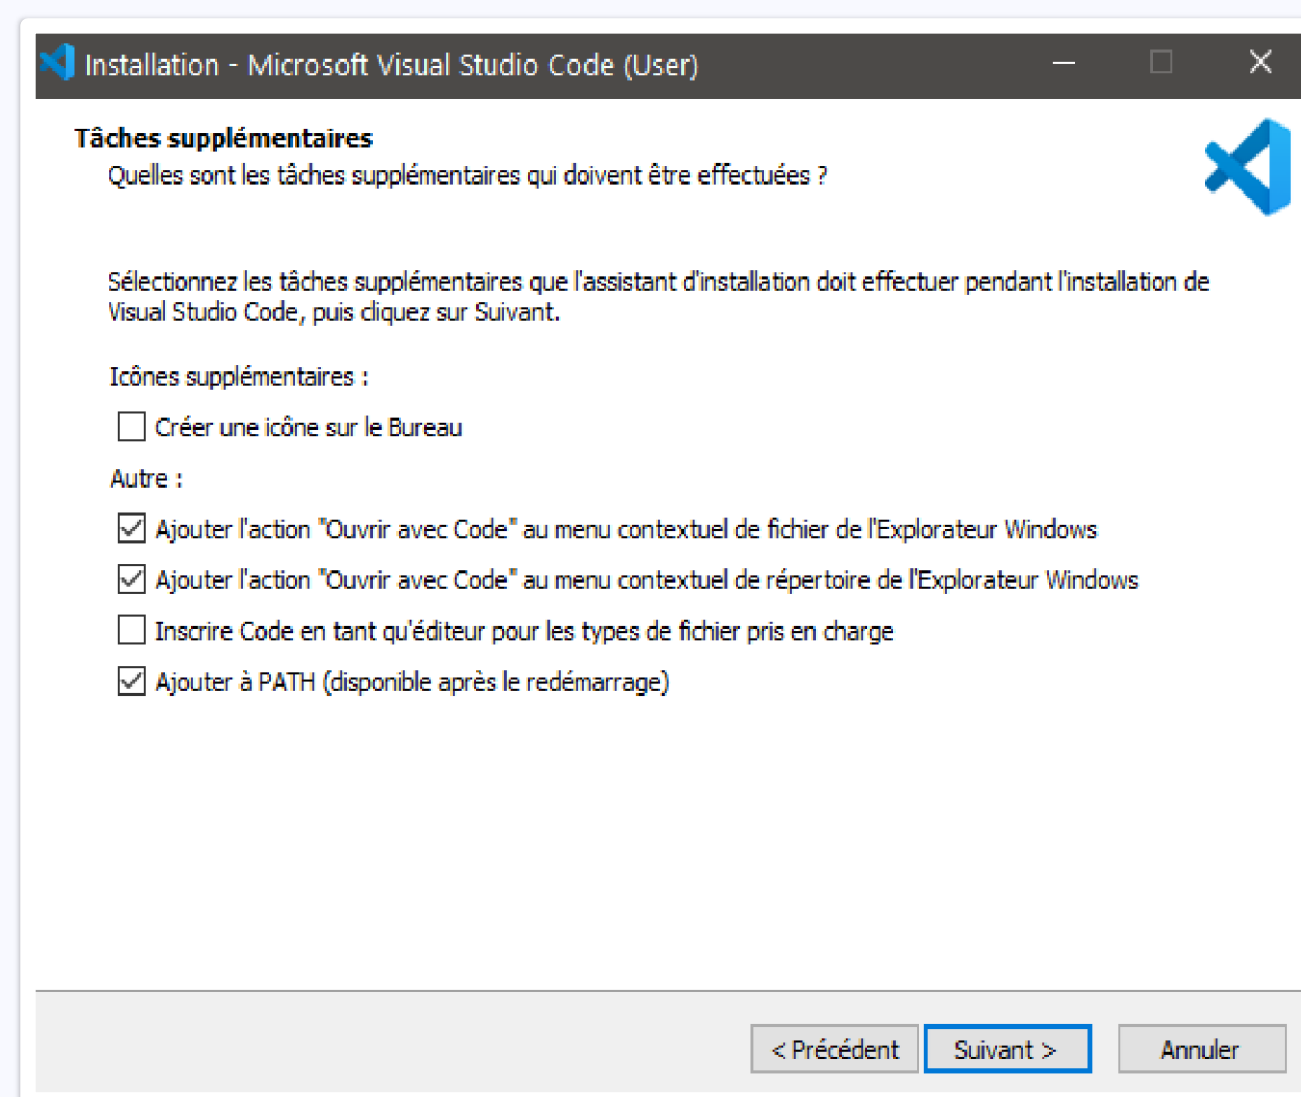 Installation - Microsoft Visual Studio Code (User)
Tâches supplémentaires
Quelles sont les tâches supplémentaires qui doivent être effectuées ?
Sélectionnez les tâches supplémentaires que l'assistant d'installation doit effectuer pendant l'installation de
Visual Studio Code, puis cliquez sur Suivant.
Icônes supplémentaires :
Créer une icône sur le Bureau
Autre :
Ajouter l'action "Ouvrir avec Code" au menu contextuel de fichier de l'Explorateur Windows
Ajouter l'action "Ouvrir avec Code" au menu contextuel de répertoire de l'Explorateur Windows
Inscrire Code en tant qu'éditeur pour les types de fichier pris en charge
Ajouter à PATH (disponible après le redémarrage)
< Précédent Suivant > Annuler